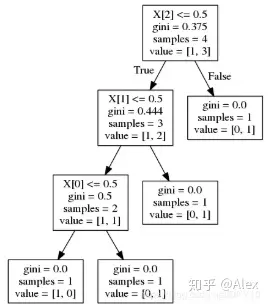 X[2] <= 0.5
gini = 0.375
samples = 4
value = [1, 3]
True
False
X[1] <= 0.5
gini = 0.444
samples = 3
value = [1, 2]
gini = 0.0
samples = 1
value = [0, 1]
X[0] <= 0.5
gini = 0.5
samples = 2
value = [1, 1]
gini = 0.0
samples = 1
value = [0, 1]
gini = 0.0
samples = 1
value = [1, 0]
gini = 0.0
samples = 1
value = [0, 1]
知乎 @Alex